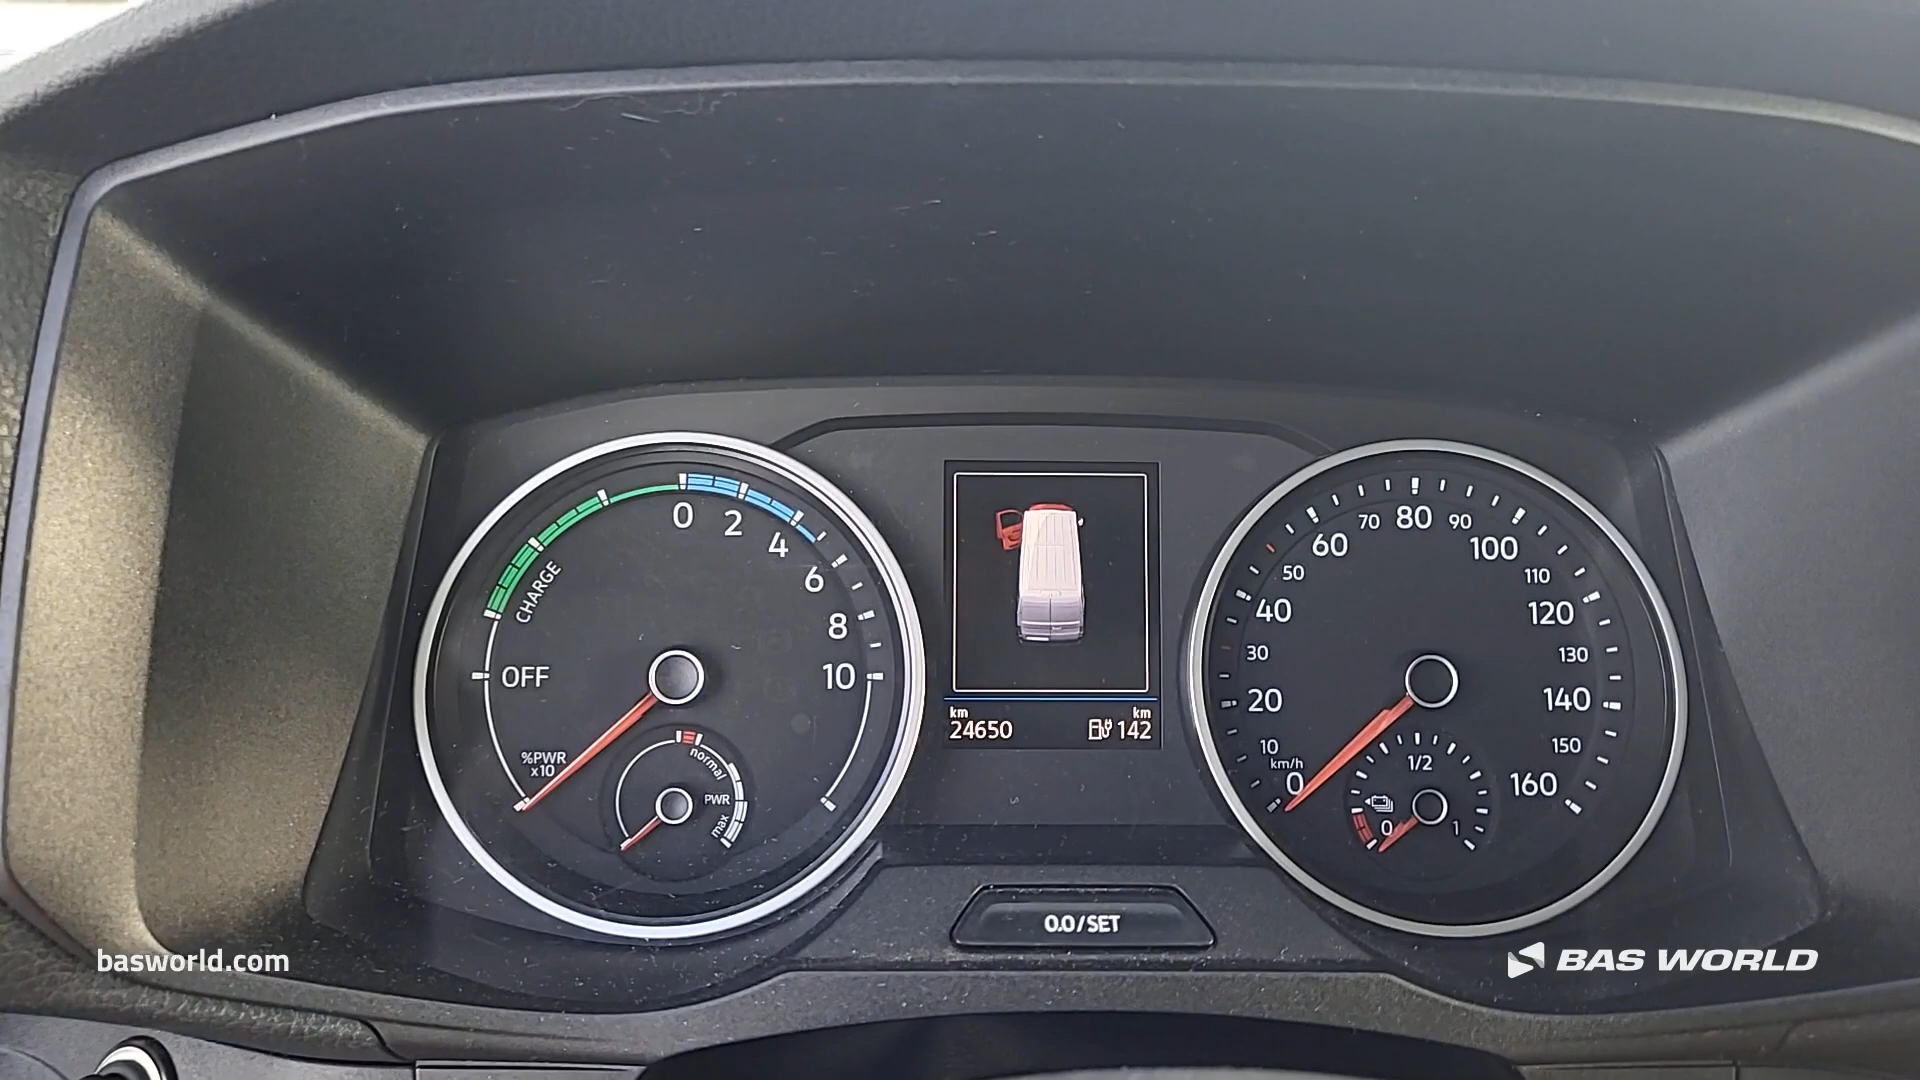 0 2 4 6 8 10
CHARGE
OFF
%PWR
x10
normal
PWR
max
km km
24650 142
0 10 20 30 40 50 60 70 80 90 100 110 120 130 140 150 160
km/h
1/2
0 1
0.0/SET
basworld.com
BAS WORLD